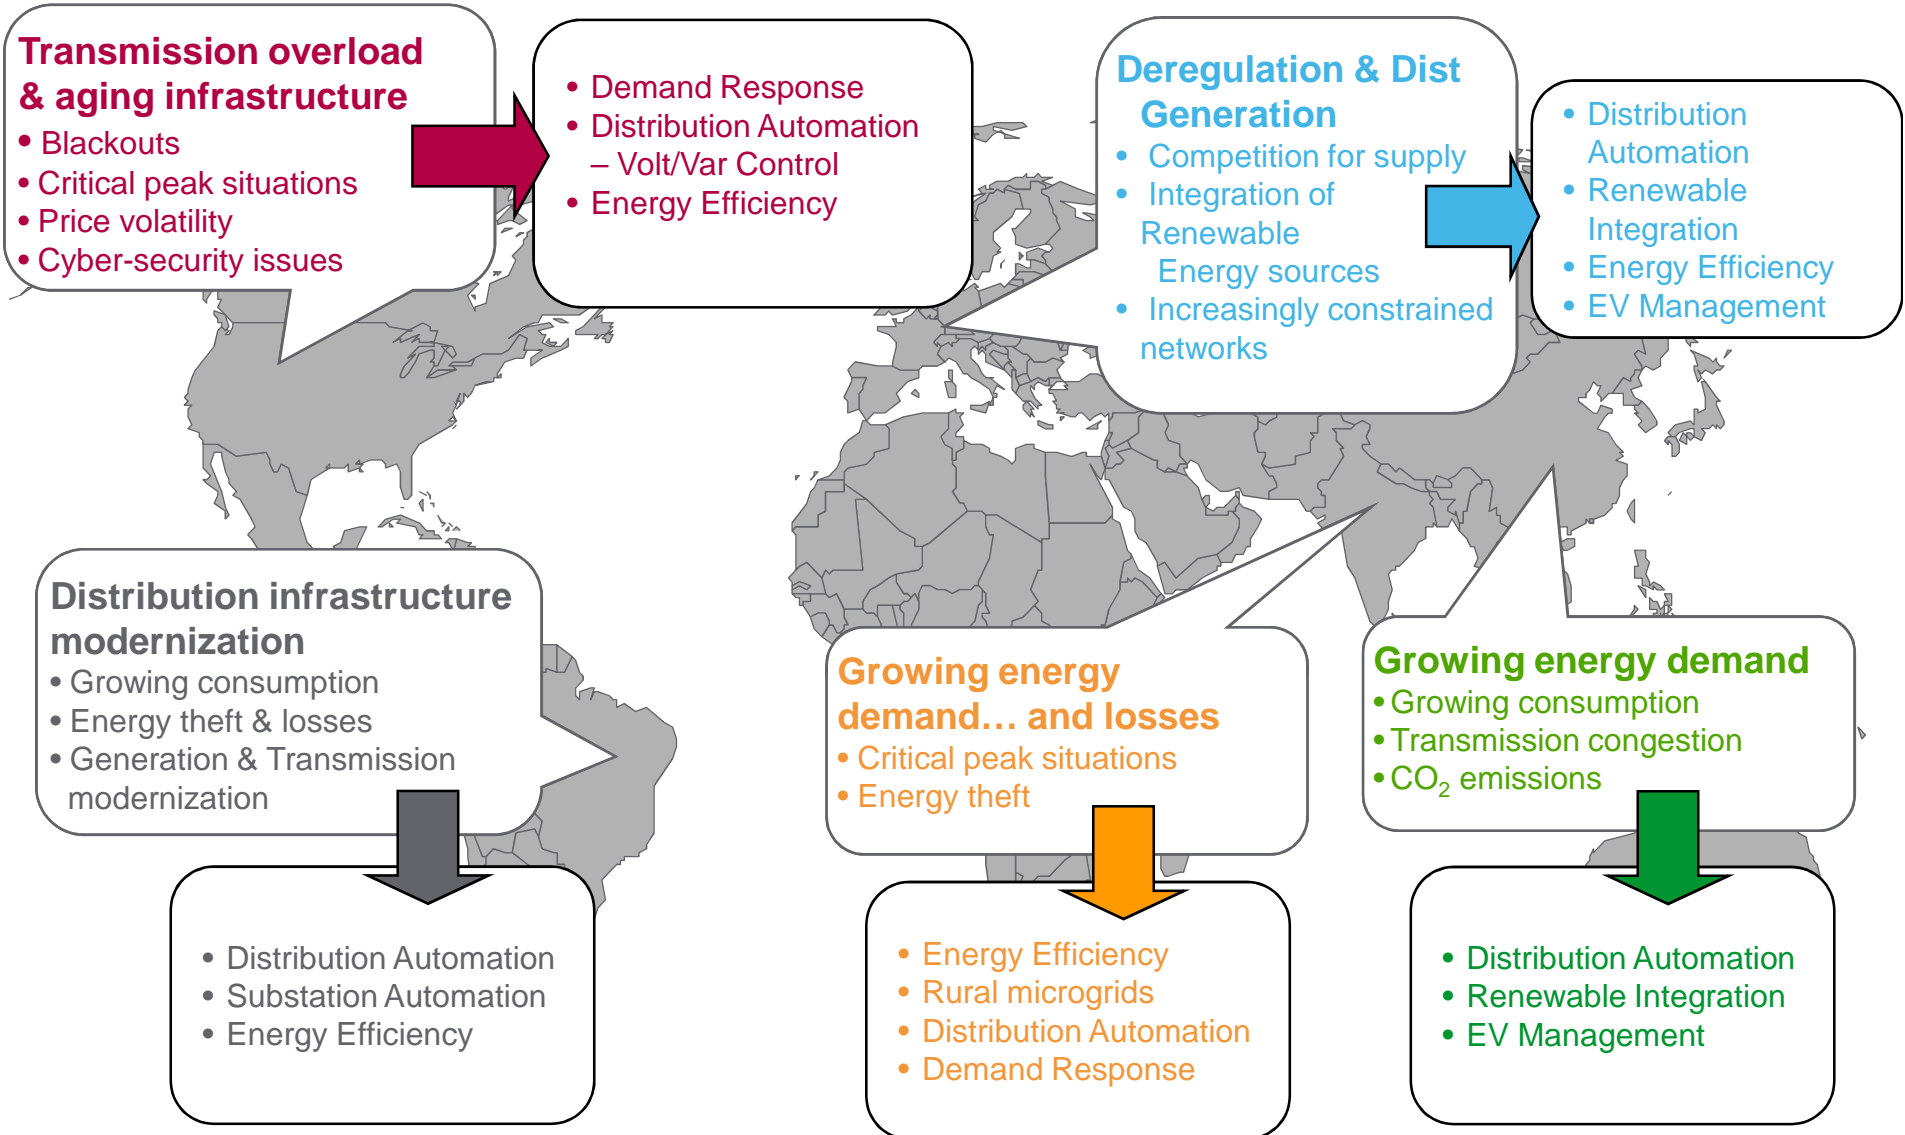 Transmission overload
& aging infrastructure
• Blackouts
• Critical peak situations
• Price volatility
• Cyber-security issues
• Demand Response
• Distribution Automation
– Volt/Var Control
• Energy Efficiency
Deregulation & Dist
Generation
• Competition for supply
• Integration of
Renewable
Energy sources
• Increasingly constrained
networks
• Distribution
Automation
• Renewable
Integration
• Energy Efficiency
• EV Management
Distribution infrastructure
modernization
• Growing consumption
• Energy theft & losses
• Generation & Transmission
modernization
• Distribution Automation
• Substation Automation
• Energy Efficiency
Growing energy
demand… and losses
• Critical peak situations
• Energy theft
• Energy Efficiency
• Rural microgrids
• Distribution Automation
• Demand Response
Growing energy demand
• Growing consumption
• Transmission congestion
• CO₂ emissions
• Distribution Automation
• Renewable Integration
• EV Management